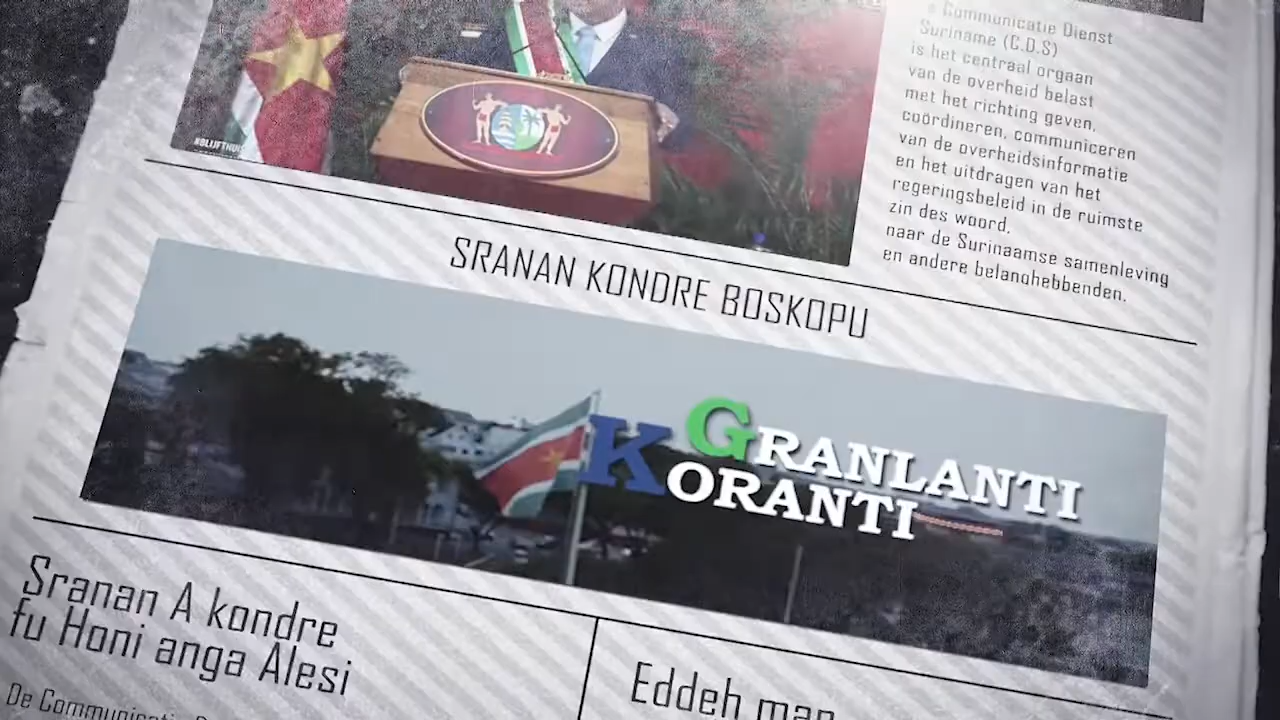 Communicatie Dienst
Suriname (C.D.S)
is het centraal orgaan
van de overheid belast
met het richting geven,
coördineren, communiceren
van de overheidsinformatie
en het uitdragen van het
regeringsbeleid in de ruimste
zin des woord,
naar de Surinaamse samenleving
en andere belanghebbenden.
SRANAN KONDRE BOSKOPU
GRANLANTI
KORANTI
Sranan A kondre
fu Honi anga Alesi
De
Eddeh man